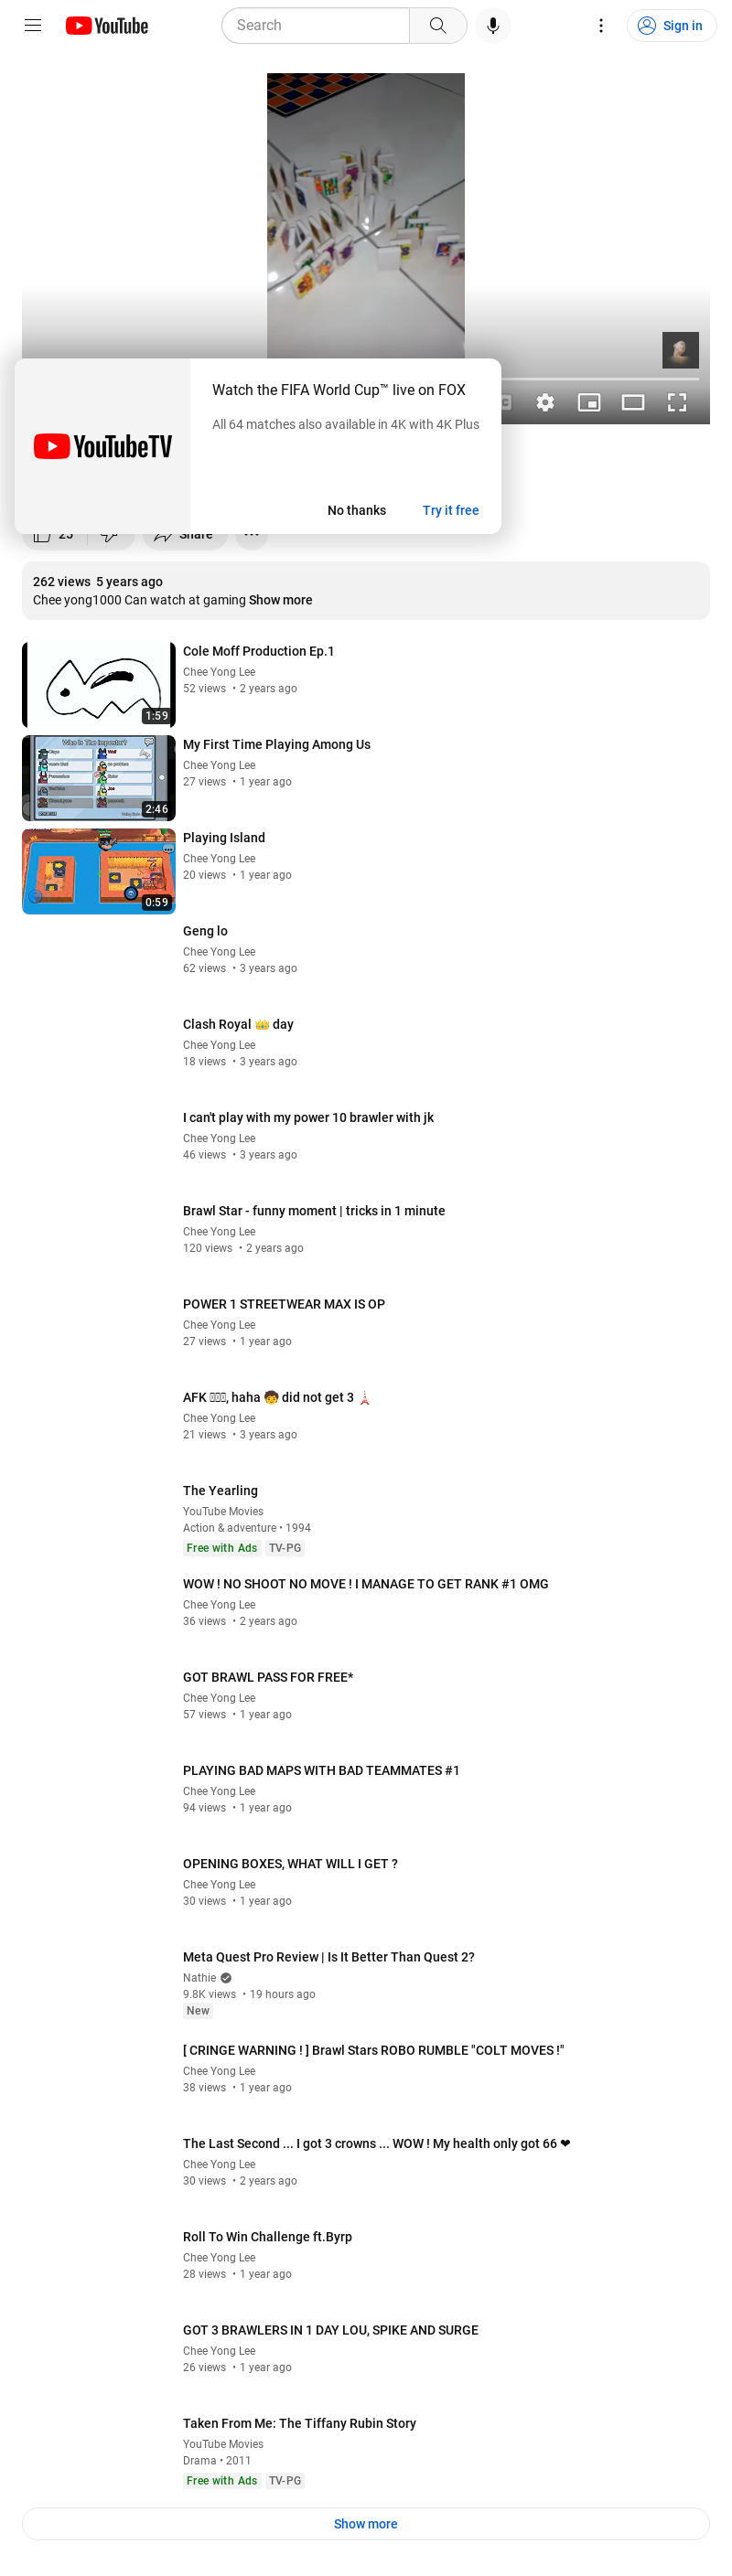 YouTube
Search
Sign in
Watch the FIFA World Cup™ live on FOX
All 64 matches also available in 4K with 4K Plus
YouTubeTV
No thanks
Try it free
25
Share
262 views 5 years ago
Chee yong1000 Can watch at gaming Show more
Cole Moff Production Ep.1
Chee Yong Lee
52 views • 2 years ago
1:59
My First Time Playing Among Us
Chee Yong Lee
27 views • 1 year ago
Who Is The Impostor?
2:46
Playing Island
Chee Yong Lee
20 views • 1 year ago
0:59
Geng lo
Chee Yong Lee
62 views • 3 years ago
Clash Royal 👑 day
Chee Yong Lee
18 views • 3 years ago
I can't play with my power 10 brawler with jk
Chee Yong Lee
46 views • 3 years ago
Brawl Star - funny moment | tricks in 1 minute
Chee Yong Lee
120 views • 2 years ago
POWER 1 STREETWEAR MAX IS OP
Chee Yong Lee
27 views • 1 year ago
AFK , haha 🧒 did not get 3 🗼
Chee Yong Lee
21 views • 3 years ago
The Yearling
YouTube Movies
Action & adventure • 1994
Free with Ads TV-PG
WOW ! NO SHOOT NO MOVE ! I MANAGE TO GET RANK #1 OMG
Chee Yong Lee
36 views • 2 years ago
GOT BRAWL PASS FOR FREE*
Chee Yong Lee
57 views • 1 year ago
PLAYING BAD MAPS WITH BAD TEAMMATES #1
Chee Yong Lee
94 views • 1 year ago
OPENING BOXES, WHAT WILL I GET ?
Chee Yong Lee
30 views • 1 year ago
Meta Quest Pro Review | Is It Better Than Quest 2?
Nathie
9.8K views • 19 hours ago
New
[ CRINGE WARNING ! ] Brawl Stars ROBO RUMBLE "COLT MOVES !"
Chee Yong Lee
38 views • 1 year ago
The Last Second ... I got 3 crowns ... WOW ! My health only got 66 ❤
Chee Yong Lee
30 views • 2 years ago
Roll To Win Challenge ft.Byrp
Chee Yong Lee
28 views • 1 year ago
GOT 3 BRAWLERS IN 1 DAY LOU, SPIKE AND SURGE
Chee Yong Lee
26 views • 1 year ago
Taken From Me: The Tiffany Rubin Story
YouTube Movies
Drama • 2011
Free with Ads TV-PG
Show more